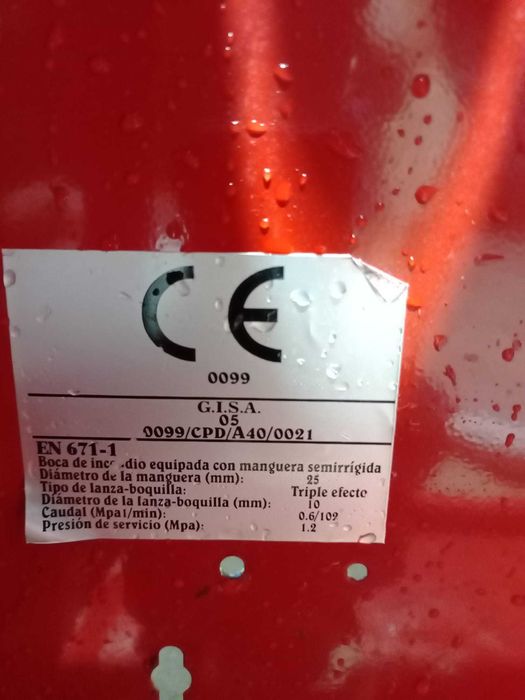 CE
0099
G.I.S.A.
05
0099/CPD/A40/0021
EN 671-1
Boca de incendio equipada con manguera semirrígida
Diámetro de la manguera (mm): 25
Tipo de lanza-boquilla: Triple efecto
Diámetro de la lanza-boquilla (mm): 10
Caudal (Mpa1/min): 0.6/102
Presión de servicio (Mpa): 1.2